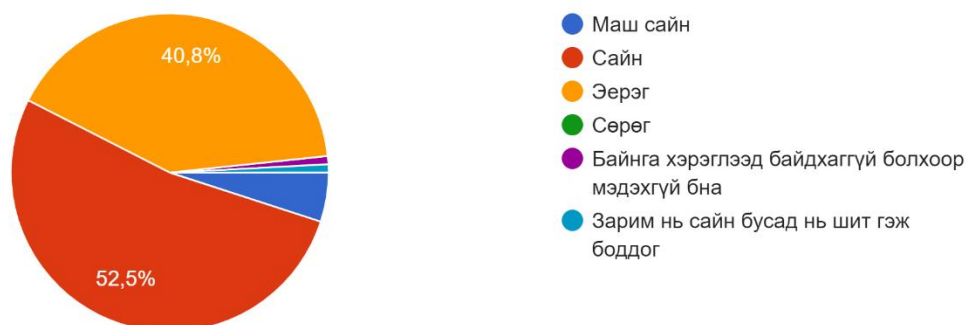 40,8%
52,5%
Маш сайн
Сайн
Эерэг
Сөрөг
Байнга хэрэглээд байдхаггүй болхоор
мэдэхгүй бна
Зарим нь сайн бусад нь шит гэж
боддог